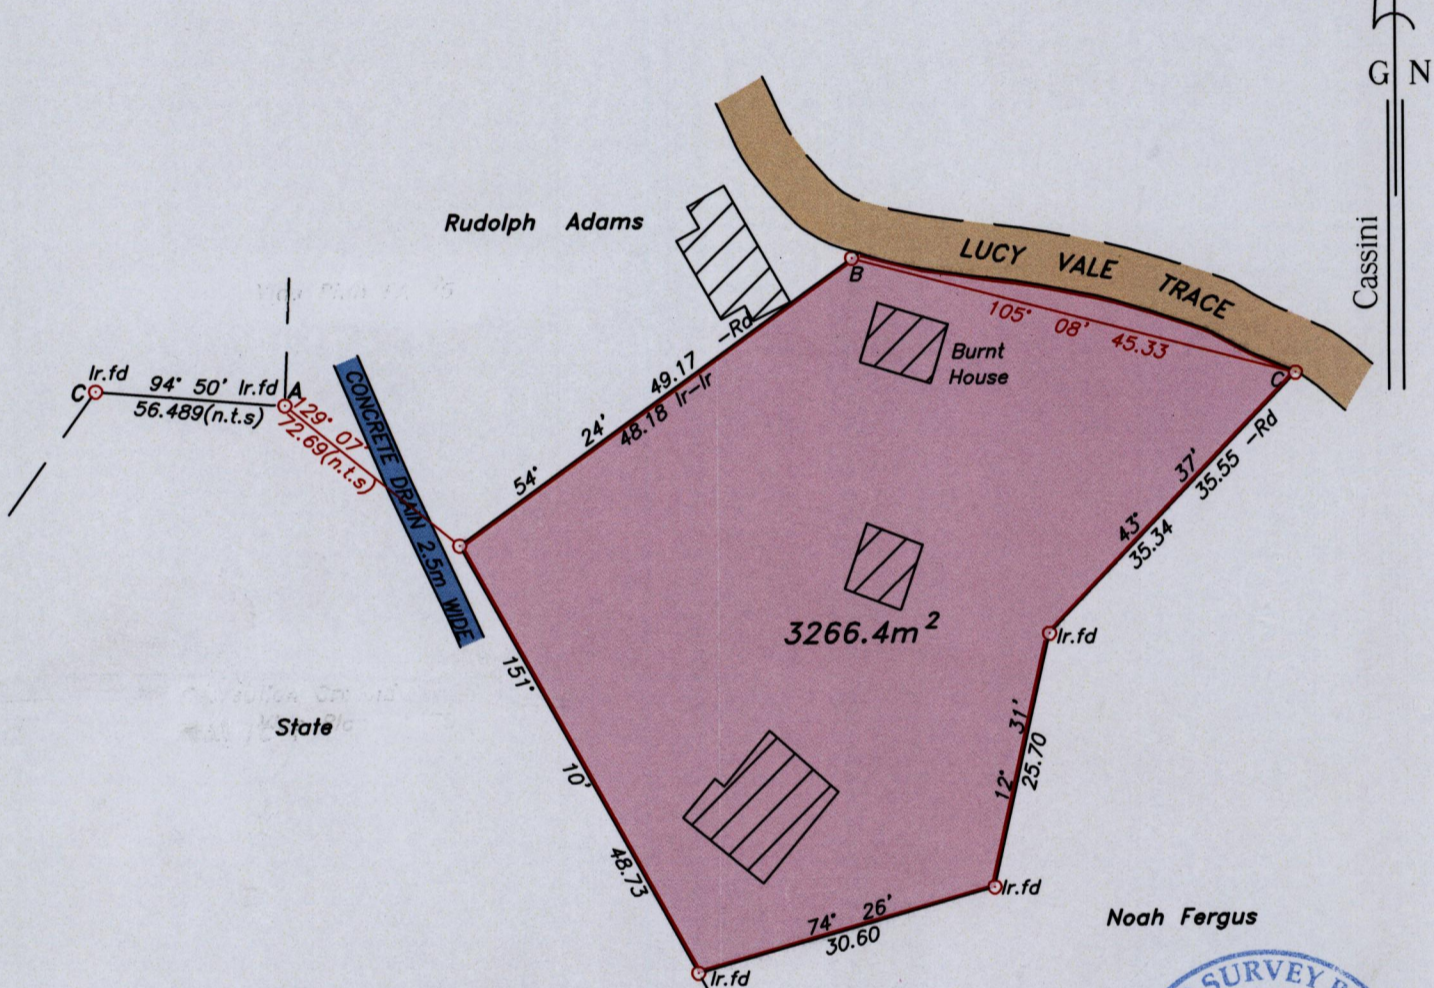 G N
Cassini
Rudolph Adams
LUCY VALE TRACE
B
105° 08' 45.33
Burnt
House
C
-Rd
49.17
48.18 Ir-Ir
54° 24'
Ir.fd
C
94° 50'
56.489(n.t.s)
Ir.fd
A
129° 07'
72.69(n.t.s)
CONCRETE DRAIN 2.5m WIDE
43° 37'
35.55 -Rd
35.34
Ir.fd
3266.4m²
12° 31'
25.70
151° 10'
48.73
State
Ir.fd
74° 26'
30.60
Noah Fergus
Ir.fd
SURVEY